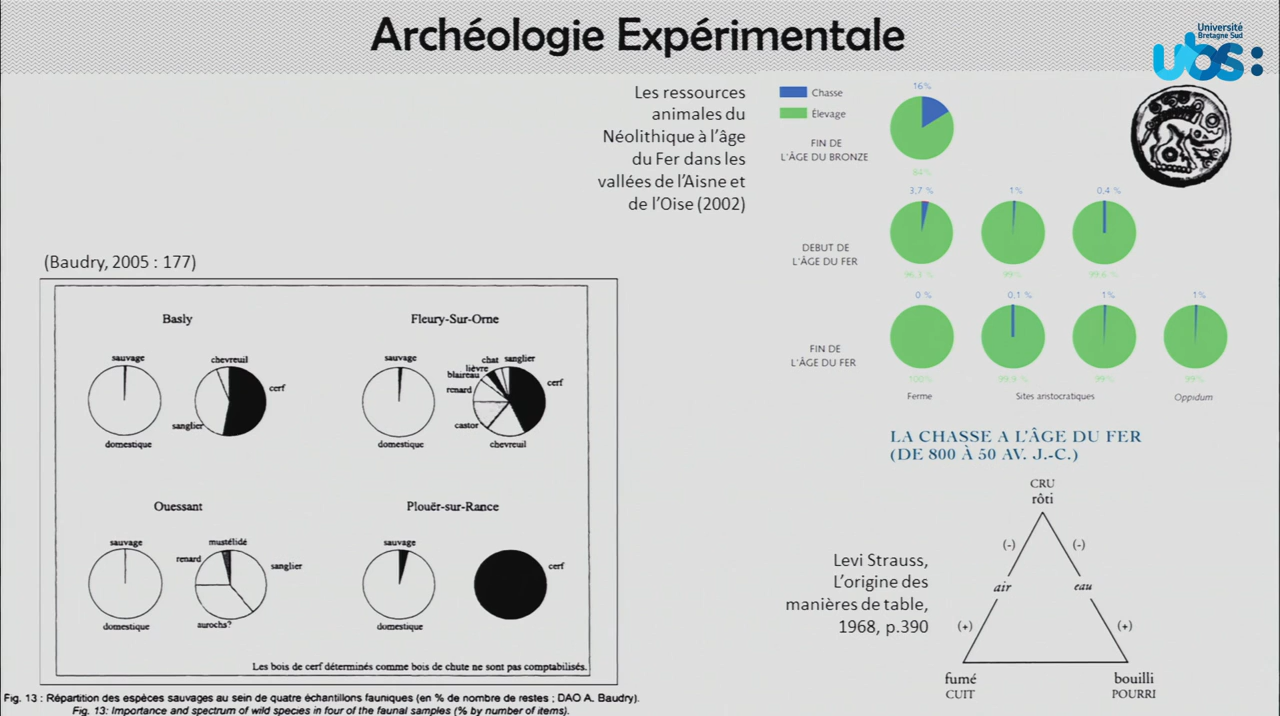 Archéologie Expérimentale
Université
Bretagne Sud
ubs:
Les ressources
animales du
Néolithique à l'âge
du Fer dans les
vallées de l'Aisne et
de l'Oise (2002)
Chasse
Élevage
16%
FIN DE
L'ÂGE DU BRONZE
84%
3,7 %
1%
0,4 %
DEBUT DE
L'ÂGE DU FER
96,3 %
99%
99,6 %
0 %
0,1 %
1%
1%
FIN DE
L'ÂGE DU FER
100%
99,9 %
99%
99%
Ferme
Sites aristocratiques
Oppidum
LA CHASSE A L'ÂGE DU FER
(DE 800 À 50 AV. J.-C.)
(Baudry, 2005 : 177)
Basly
sauvage
domestique
chevreuil
cerf
sanglier
Fleury-Sur-Orne
sauvage
domestique
chat
sanglier
lièvre
blaireau
renard
castor
cerf
chevreuil
Ouessant
sauvage
domestique
mustélidé
renard
sanglier
aurochs?
Plouër-sur-Rance
sauvage
domestique
cerf
Les bois de cerf déterminés comme bois de chute ne sont pas comptabilisés.
Fig. 13 : Répartition des espèces sauvages au sein de quatre échantillons fauniques (en % de nombre de restes ; DAO A. Baudry).
Fig. 13: Importance and spectrum of wild species in four of the faunal samples (% by number of items).
Levi Strauss,
L'origine des
manières de table,
1968, p.390
CRU
rôti
(-)
(-)
air
eau
(+)
(+)
fumé
CUIT
bouilli
POURRI